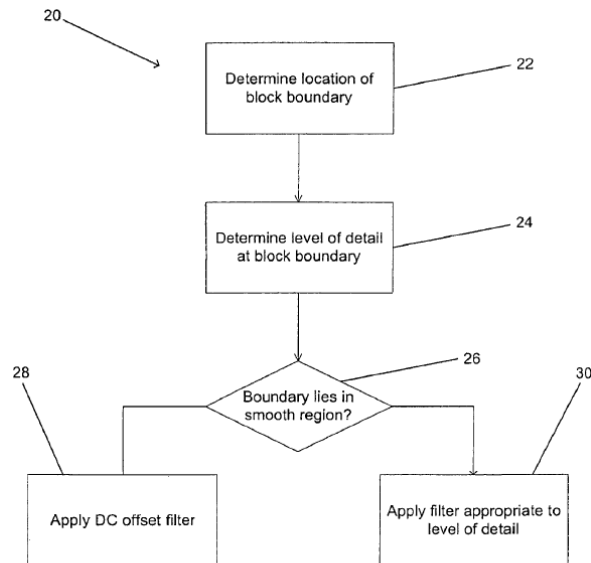 20
22
Determine location of
block boundary
24
Determine level of detail
at block boundary
26
Boundary lies in
smooth region?
28
30
Apply DC offset filter
Apply filter appropriate to
level of detail